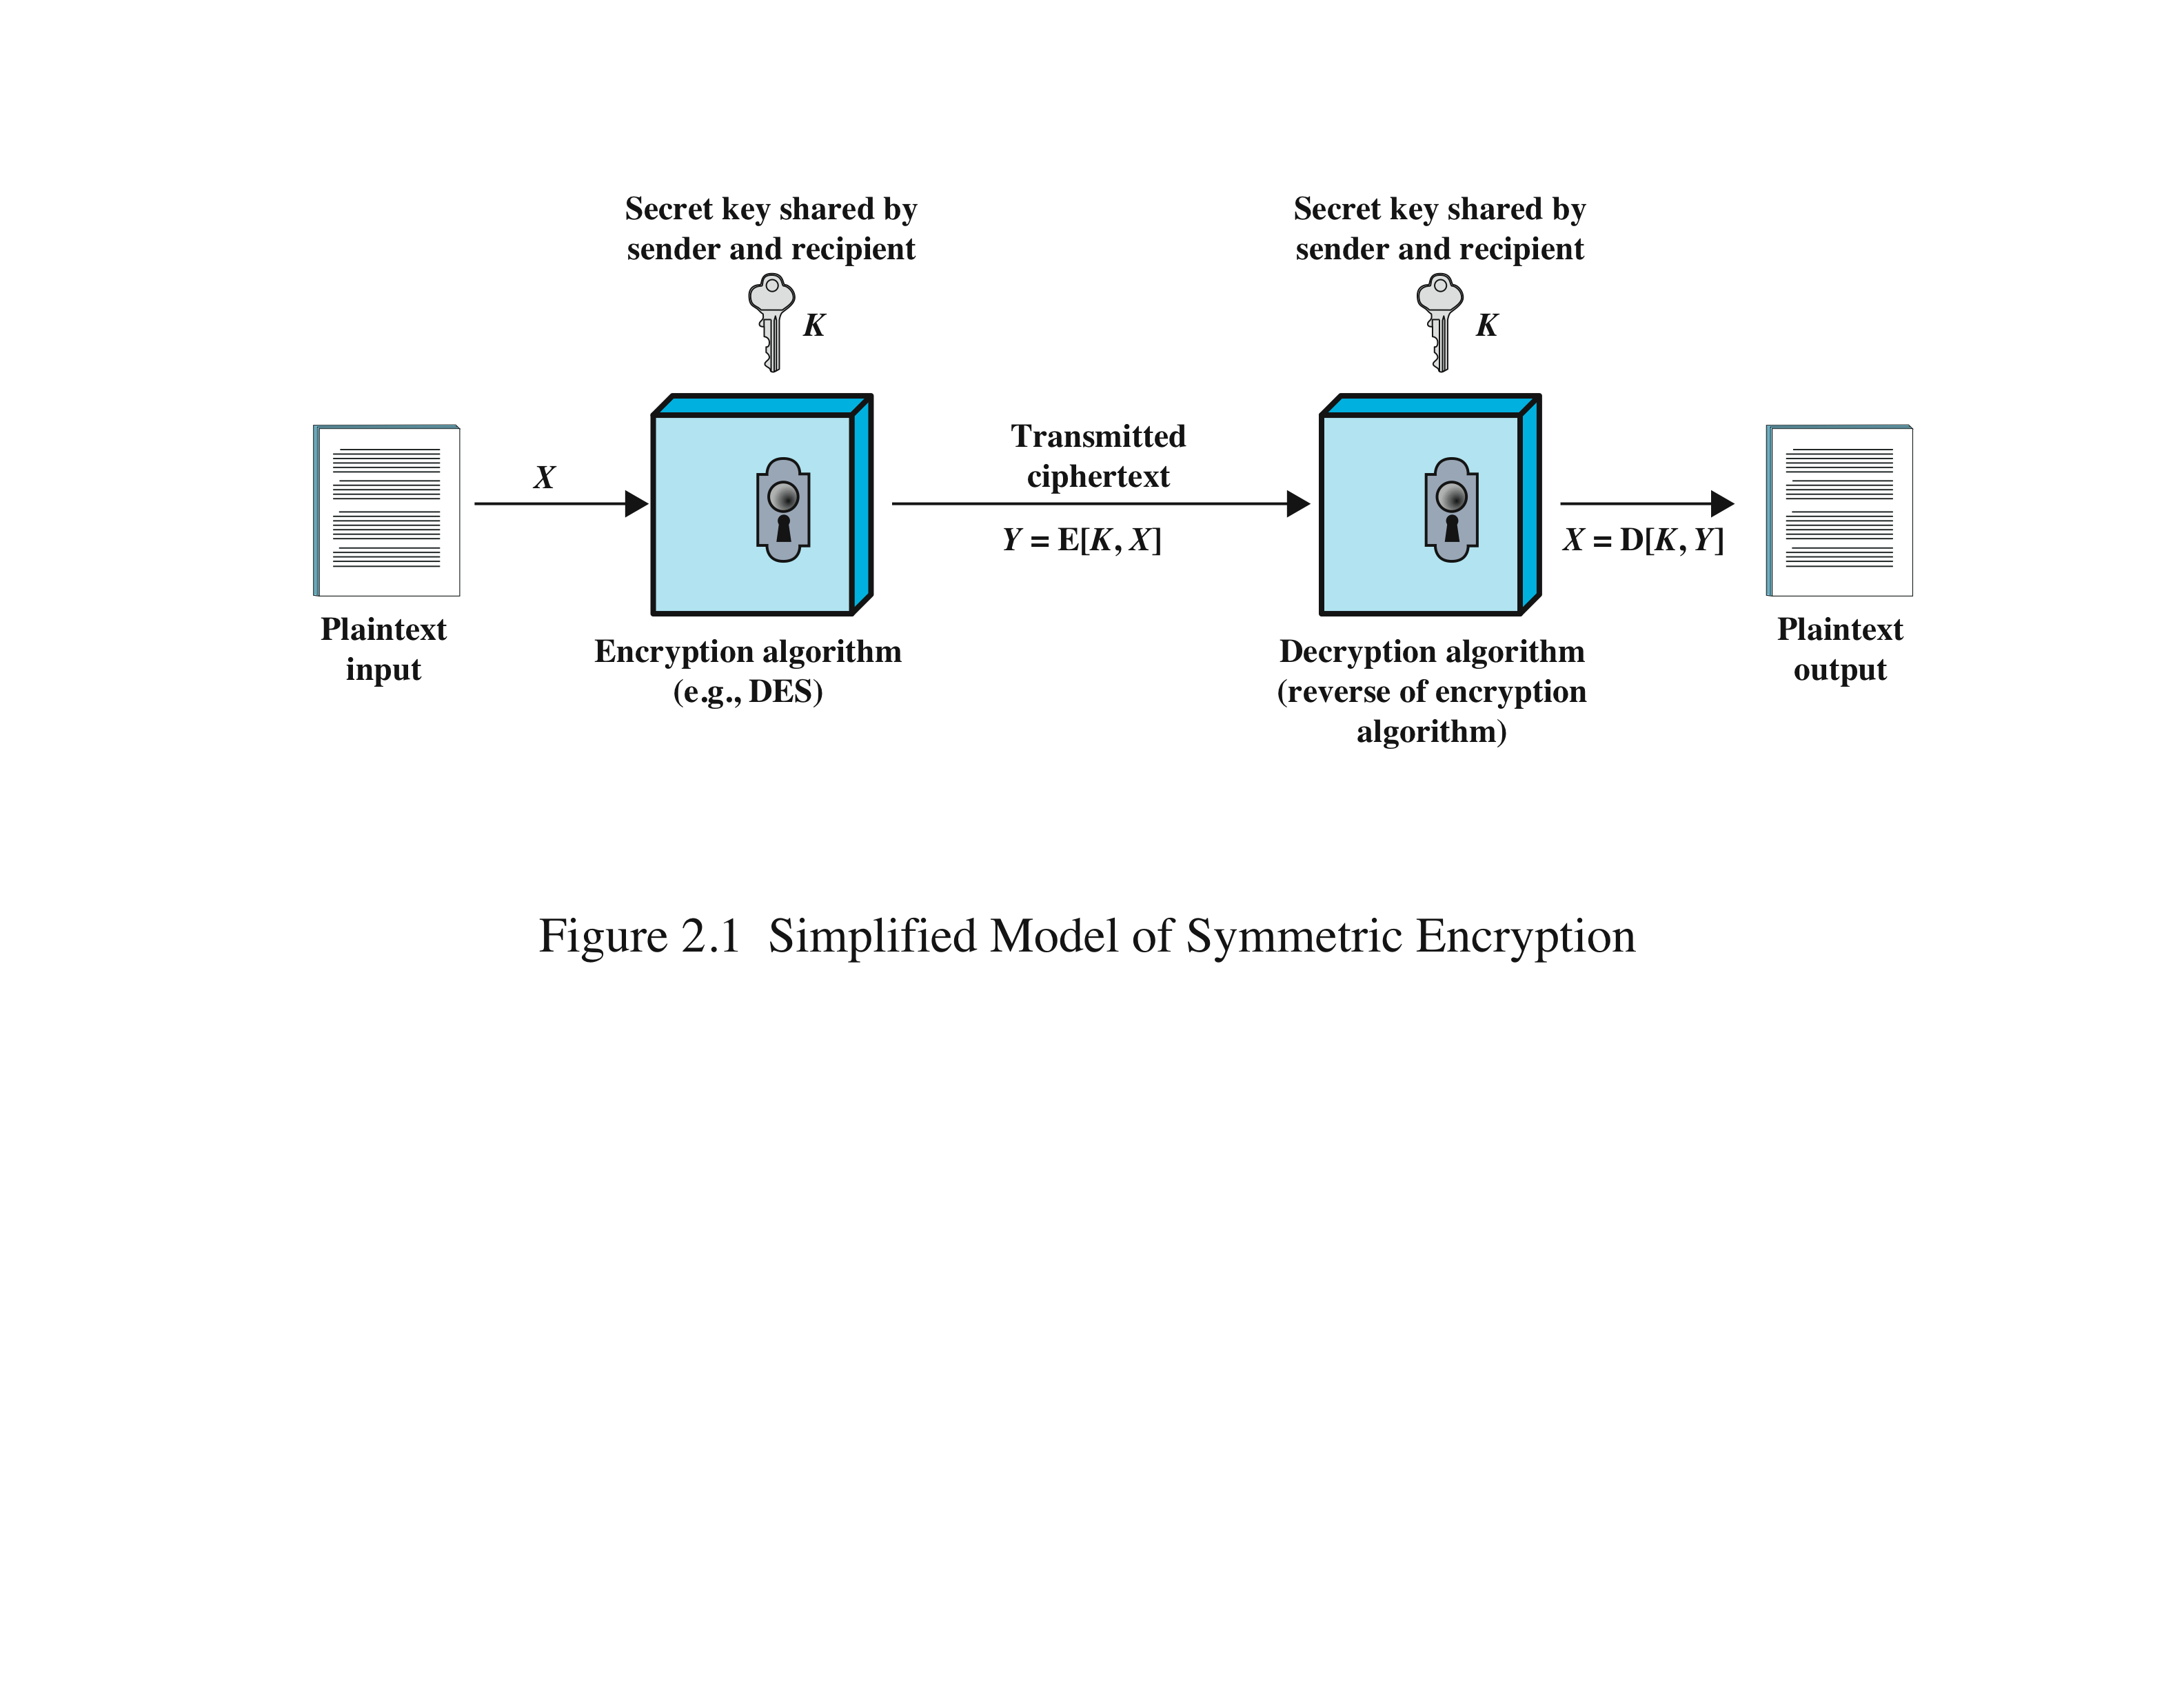 Secret key shared by
sender and recipient
K
Secret key shared by
sender and recipient
K
Plaintext
input
X
Encryption algorithm
(e.g., DES)
Transmitted
ciphertext
Y = E[K, X]
Decryption algorithm
(reverse of encryption
algorithm)
X = D[K, Y]
Plaintext
output
Figure 2.1 Simplified Model of Symmetric Encryption